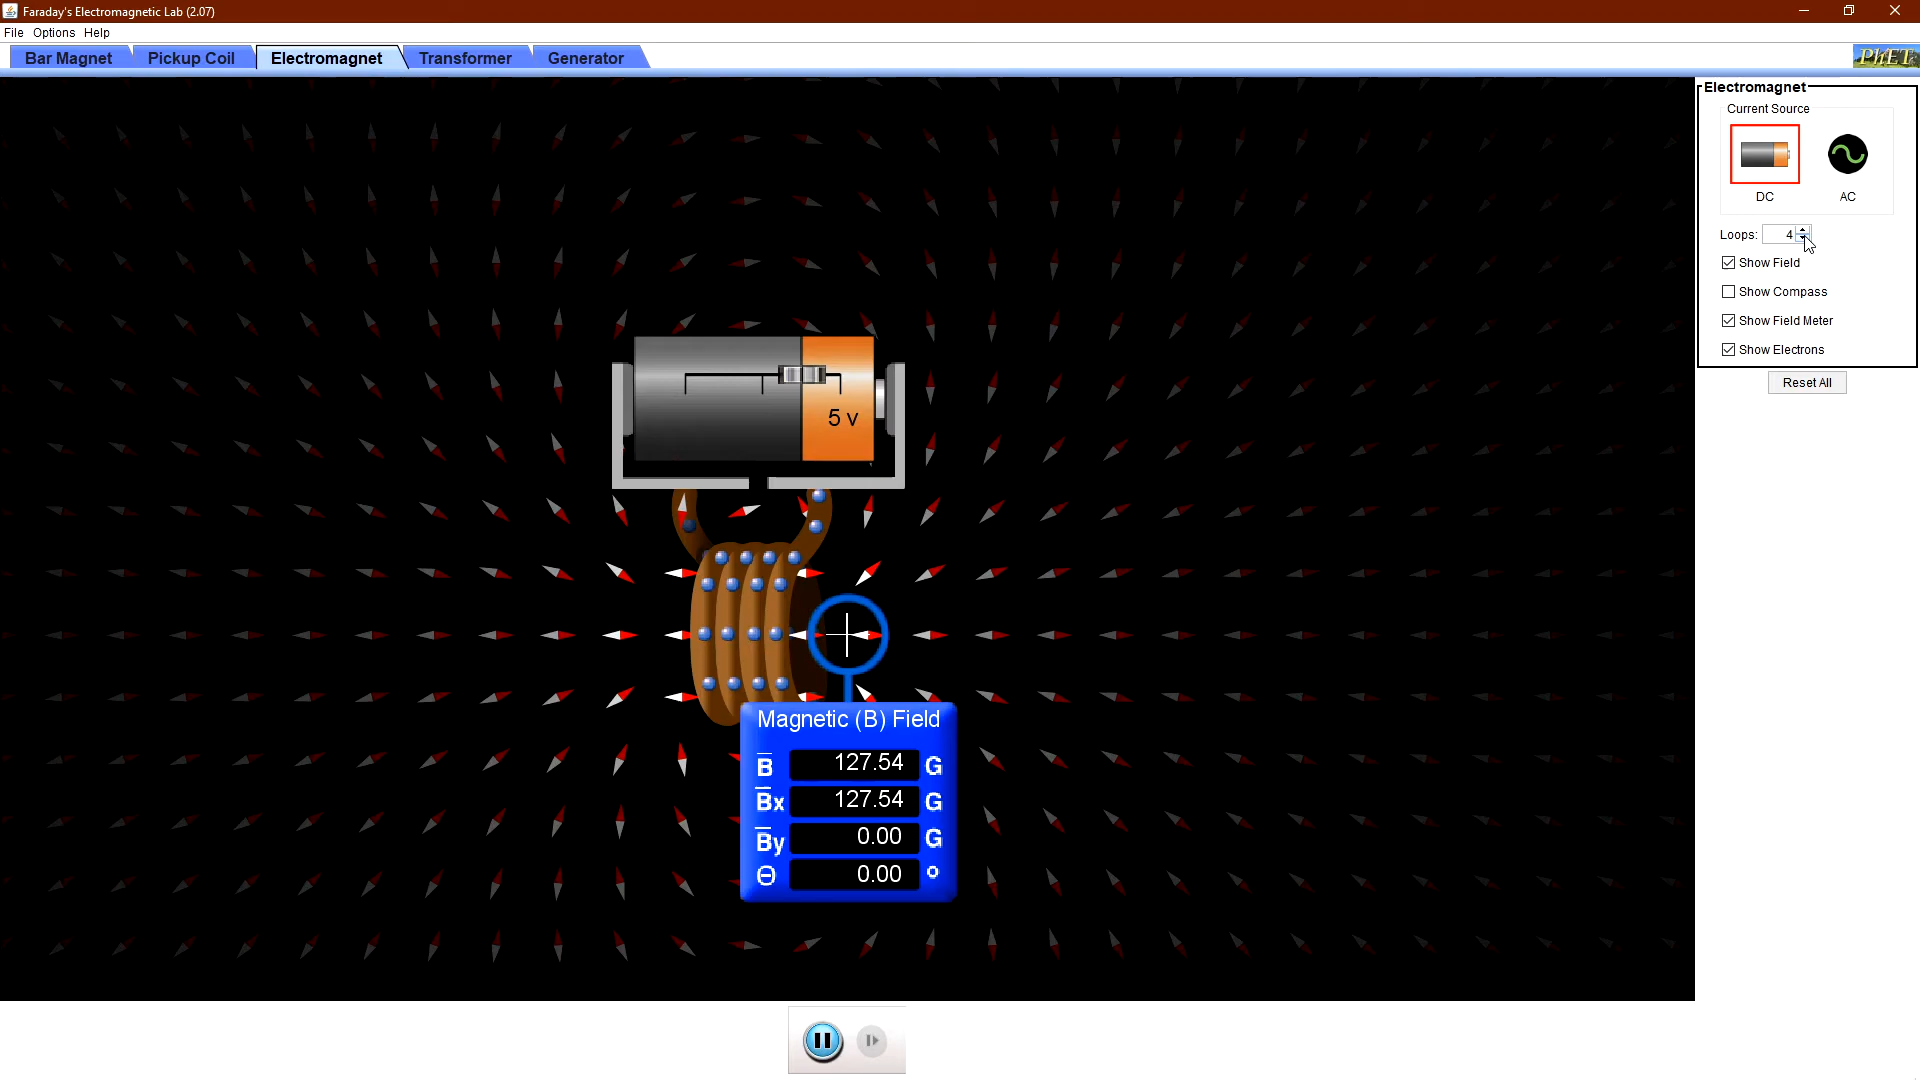 Faraday's Electromagnetic Lab (2.07)
File Options Help
Bar Magnet Pickup Coil Electromagnet Transformer Generator
PhET
Electromagnet
Current Source
DC AC
Loops: 4
Show Field
Show Compass
Show Field Meter
Show Electrons
Reset All
5 v
Magnetic (B) Field
B 127.54 G
Bx 127.54 G
By 0.00 G
Θ 0.00 °